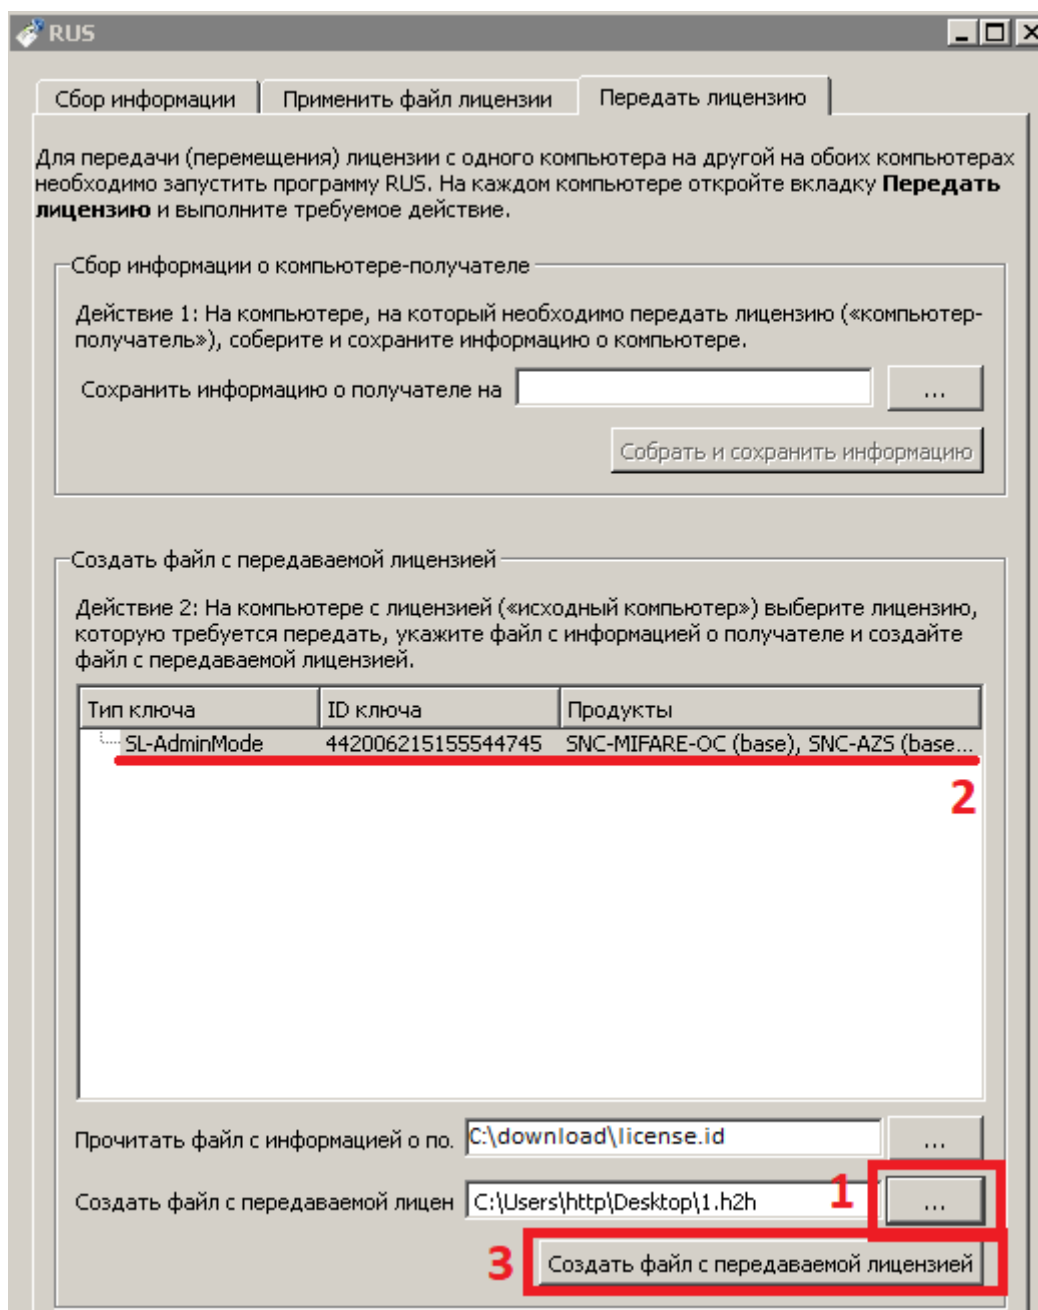 RUS
Сбор информации
Применить файл лицензии
Передать лицензию
Для передачи (перемещения) лицензии с одного компьютера на другой на обоих компьютерах
необходимо запустить программу RUS. На каждом компьютере откройте вкладку Передать
лицензию и выполните требуемое действие.
Сбор информации о компьютере-получателе
Действие 1: На компьютере, на который необходимо передать лицензию («компьютер-
получатель»), соберите и сохраните информацию о компьютере.
Сохранить информацию о получателе на
...
Собрать и сохранить информацию
Создать файл с передаваемой лицензией
Действие 2: На компьютере с лицензией («исходный компьютер») выберите лицензию,
которую требуется передать, укажите файл с информацией о получателе и создайте
файл с передаваемой лицензией.
Тип ключа ID ключа Продукты
SL-AdminMode 442006215155544745 SNC-MIFARE-OC (base), SNC-AZS (base...
2
Прочитать файл с информацией о по. C:\download\license.id ...
Создать файл с передаваемой лицен C:\Users\http\Desktop\1.h2h 1 ...
3 Создать файл с передаваемой лицензией